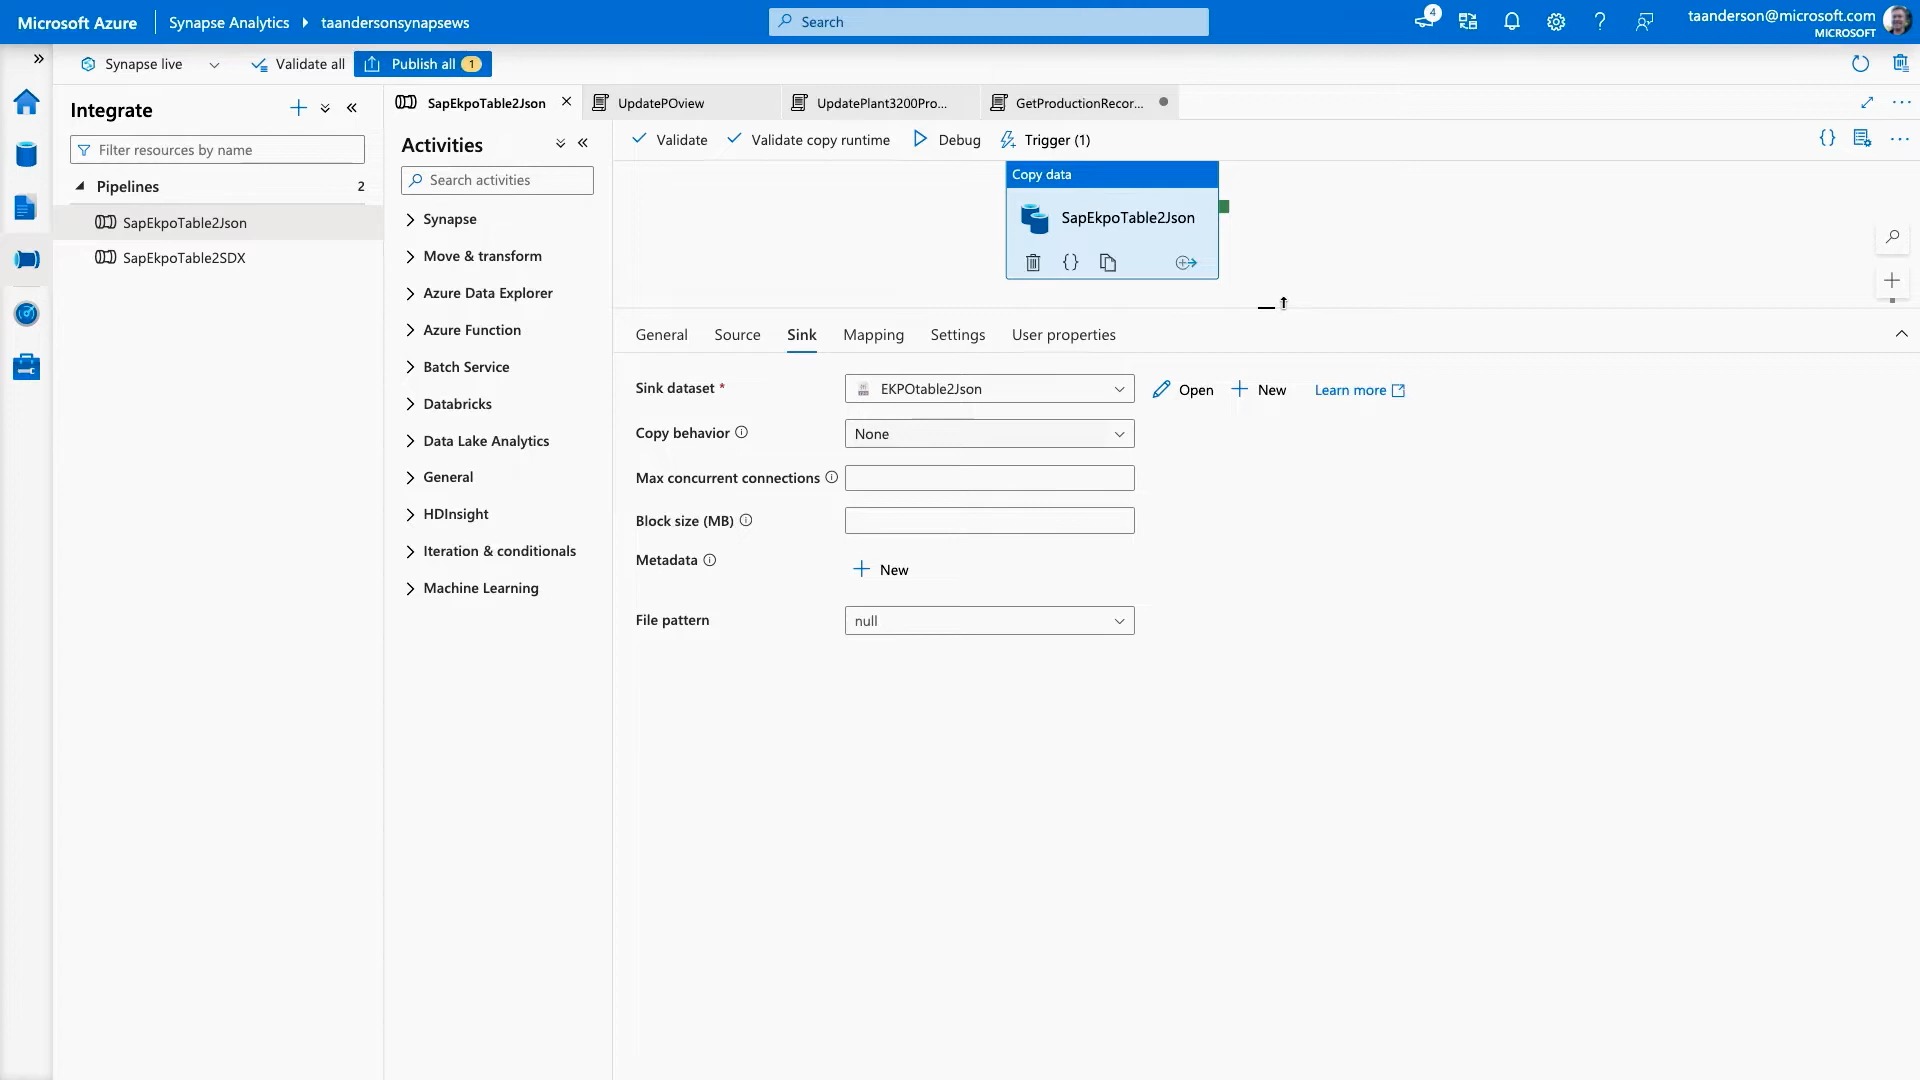 Microsoft Azure
Synapse Analytics
taandersonsynapsews
Search
4
taanderson@microsoft.com
MICROSOFT
Synapse live
Validate all
Publish all 1
Integrate
Filter resources by name
Pipelines 2
SapEkpoTable2Json
SapEkpoTable2SDX
SapEkpoTable2Json
UpdatePOview
UpdatePlant3200Pro...
GetProductionRecor...
Activities
Search activities
Synapse
Move & transform
Azure Data Explorer
Azure Function
Batch Service
Databricks
Data Lake Analytics
General
HDInsight
Iteration & conditionals
Machine Learning
Validate
Validate copy runtime
Debug
Trigger (1)
Copy data
SapEkpoTable2Json
General
Source
Sink
Mapping
Settings
User properties
Sink dataset *
EKPOtable2Json
Open
New
Learn more
Copy behavior
None
Max concurrent connections
Block size (MB)
Metadata
New
File pattern
null